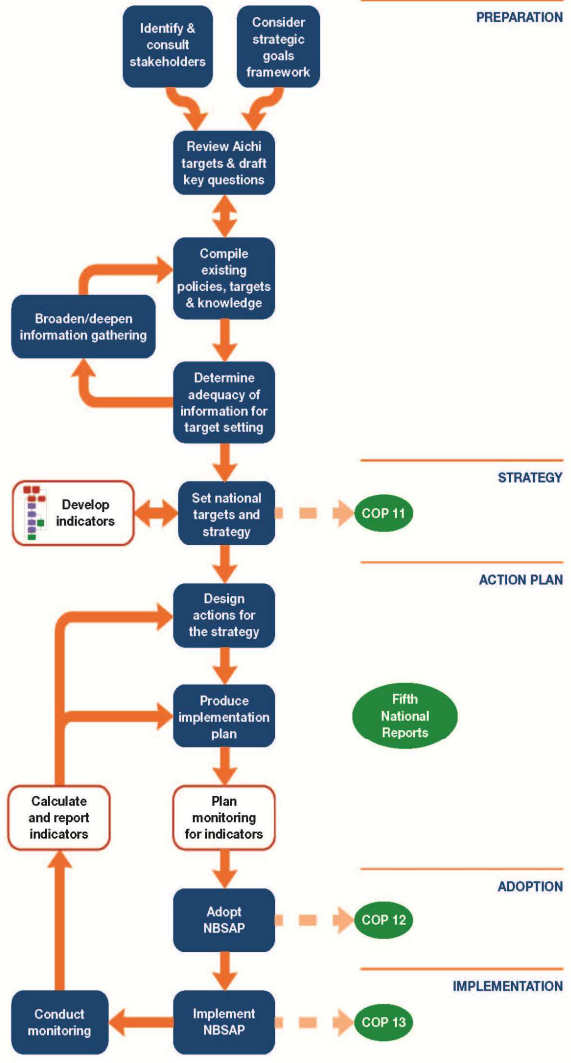 PREPARATION
Identify &
consult
stakeholders
Consider
strategic
goals
framework
Review Aichi
targets & draft
key questions
Compile
existing
policies, targets
& knowledge
Broaden/deepen
information gathering
Determine
adequacy of
information for
target setting
STRATEGY
Develop
indicators
Set national
targets and
strategy
COP 11
ACTION PLAN
Design
actions for
the strategy
Produce
implementation
plan
Fifth
National
Reports
Calculate
and report
indicators
Plan
monitoring
for indicators
ADOPTION
Adopt
NBSAP
COP 12
IMPLEMENTATION
Conduct
monitoring
Implement
NBSAP
COP 13